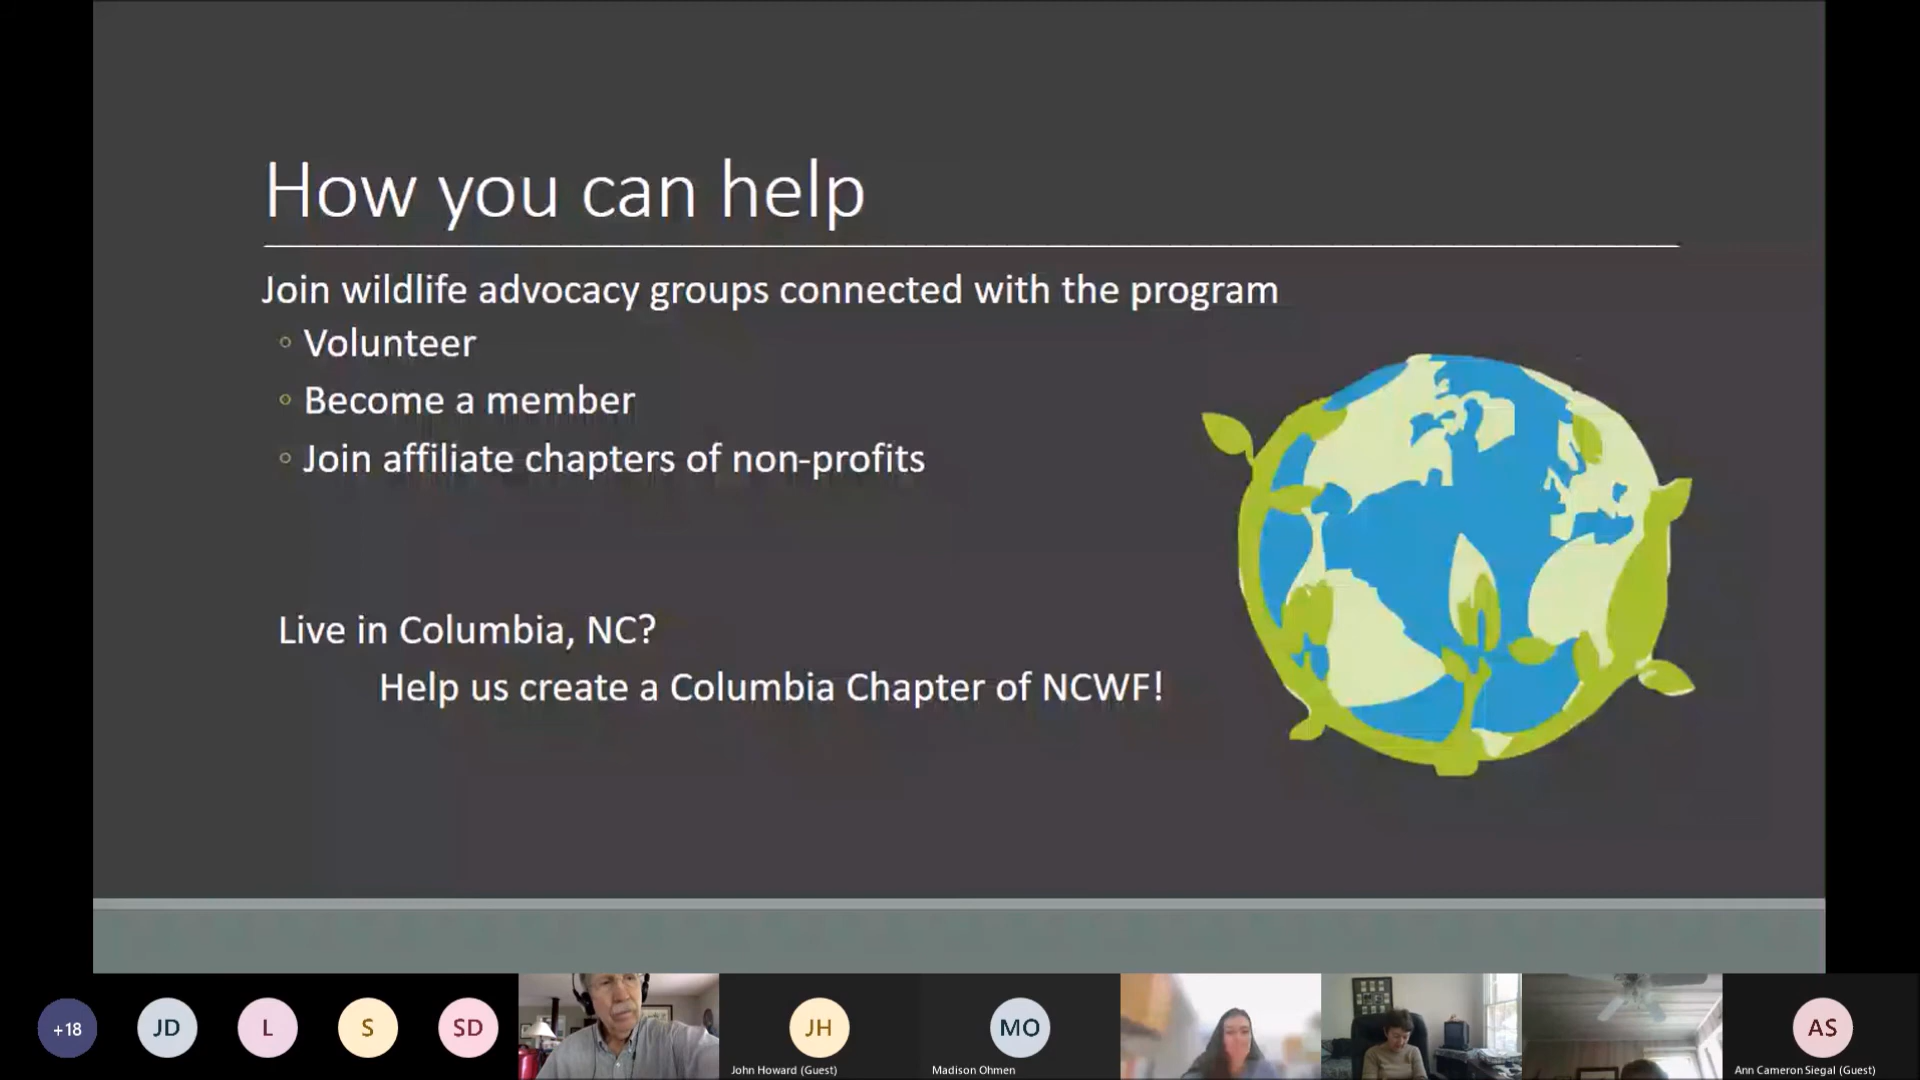 How you can help
Join wildlife advocacy groups connected with the program
Volunteer
Become a member
Join affiliate chapters of non-profits
Live in Columbia, NC?
Help us create a Columbia Chapter of NCWF!
+18
JD
L
S
SD
JH
John Howard (Guest)
MO
Madison Ohmen
AS
Ann Cameron Siegal (Guest)